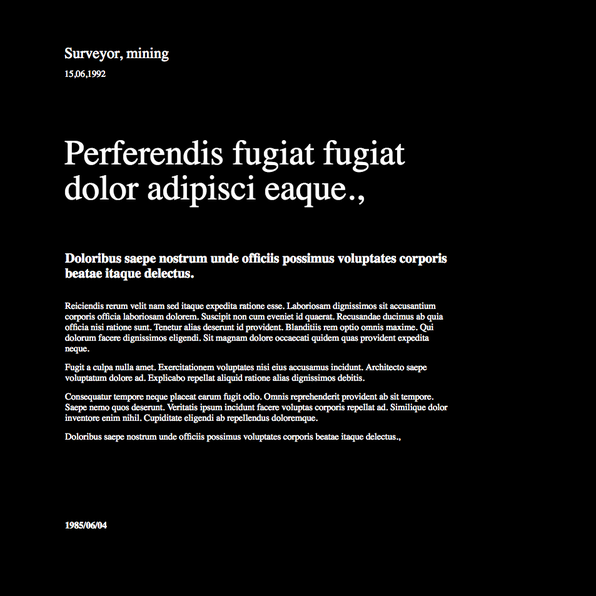 Surveyor, mining
15,06,1992
Perferendis fugiat fugiat
dolor adipisci eaque.,
Doloribus saepe nostrum unde officiis possimus voluptates corporis
beatae itaque delectus.
Reiciendis rerum velit nam sed itaque expedita ratione esse. Laboriosam dignissimos sit accusantium
corporis officia laboriosam dolorem. Suscipit non cum eveniet id quaerat. Recusandae ducimus ab quia
officia nisi ratione sunt. Tenetur alias deserunt id provident. Blanditiis rem optio omnis maxime. Qui
dolorum facere dignissimos eligendi. Sit magnam dolore occaecati quidem quas provident expedita
neque.
Fugit a culpa nulla amet. Exercitationem voluptates nisi eius accusamus incidunt. Architecto saepe
voluptatum dolore ad. Explicabo repellat aliquid ratione alias dignissimos debitis.
Consequatur tempore neque placeat earum fugit odio. Omnis reprehenderit provident ab sit tempore.
Saepe nemo quos deserunt. Veritatis ipsum incidunt facere voluptas corporis repellat ad. Similique dolor
inventore enim nihil. Cupiditate eligendi ab repellendus doloremque.
Doloribus saepe nostrum unde officiis possimus voluptates corporis beatae itaque delectus.,
1985/06/04